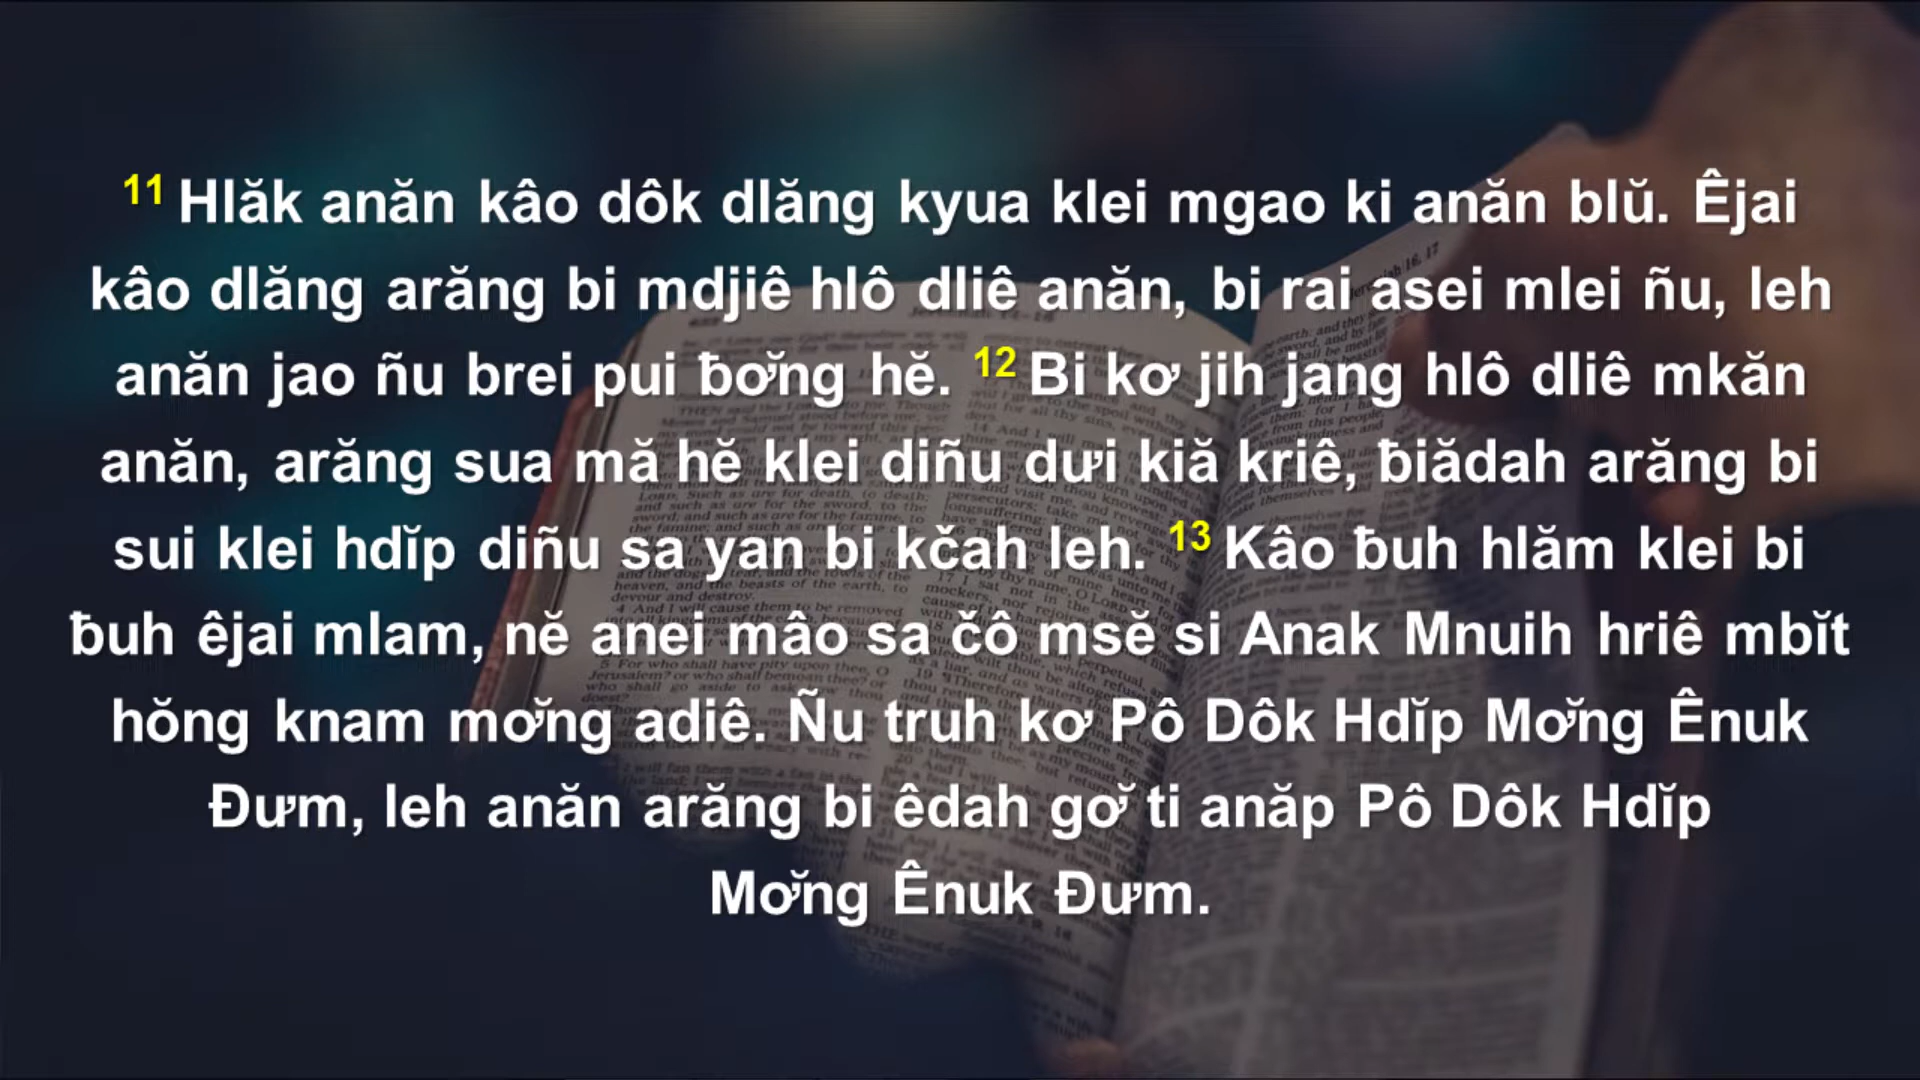 11 Hlăk anăn kâo dôk dlăng kyua klei mgao ki anăn blŭ. Êjai
kâo dlăng arăng bi mdjiê hlô dliê anăn, bi rai asei mlei ñu, leh
anăn jao ñu brei pui ƀơ̆ng hĕ. 12 Bi kơ jih jang hlô dliê mkăn
anăn, arăng sua mă hĕ klei diñu dưi kiă kriê, ƀiădah arăng bi
sui klei hdĭp diñu sa yan bi kčah leh. 13 Kâo ƀuh hlăm klei bi
ƀuh êjai mlam, nĕ anei mâo sa čô msĕ si Anak Mnuih hriê mbĭt
hŏng knam mơ̆ng adiê. Ñu truh kơ Pô Dôk Hdĭp Mơ̆ng Ênuk
Đưm, leh anăn arăng bi êdah gơ̆ ti anăp Pô Dôk Hdĭp
Mơ̆ng Ênuk Đưm.